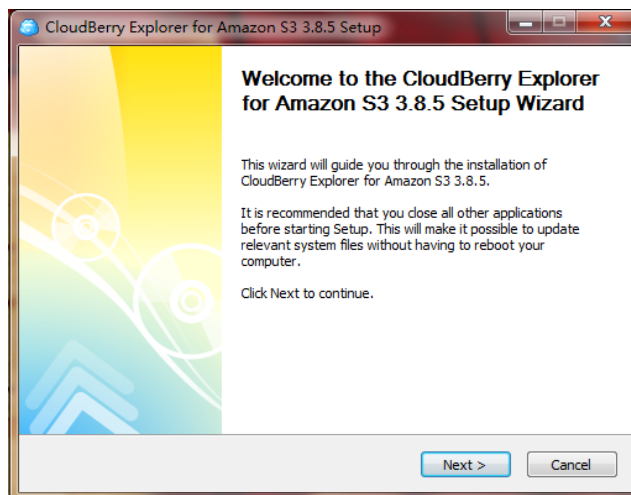 CloudBerry Explorer for Amazon S3 3.8.5 Setup
Welcome to the CloudBerry Explorer
for Amazon S3 3.8.5 Setup Wizard
This wizard will guide you through the installation of
CloudBerry Explorer for Amazon S3 3.8.5.
It is recommended that you close all other applications
before starting Setup. This will make it possible to update
relevant system files without having to reboot your
computer.
Click Next to continue.
Next >
Cancel